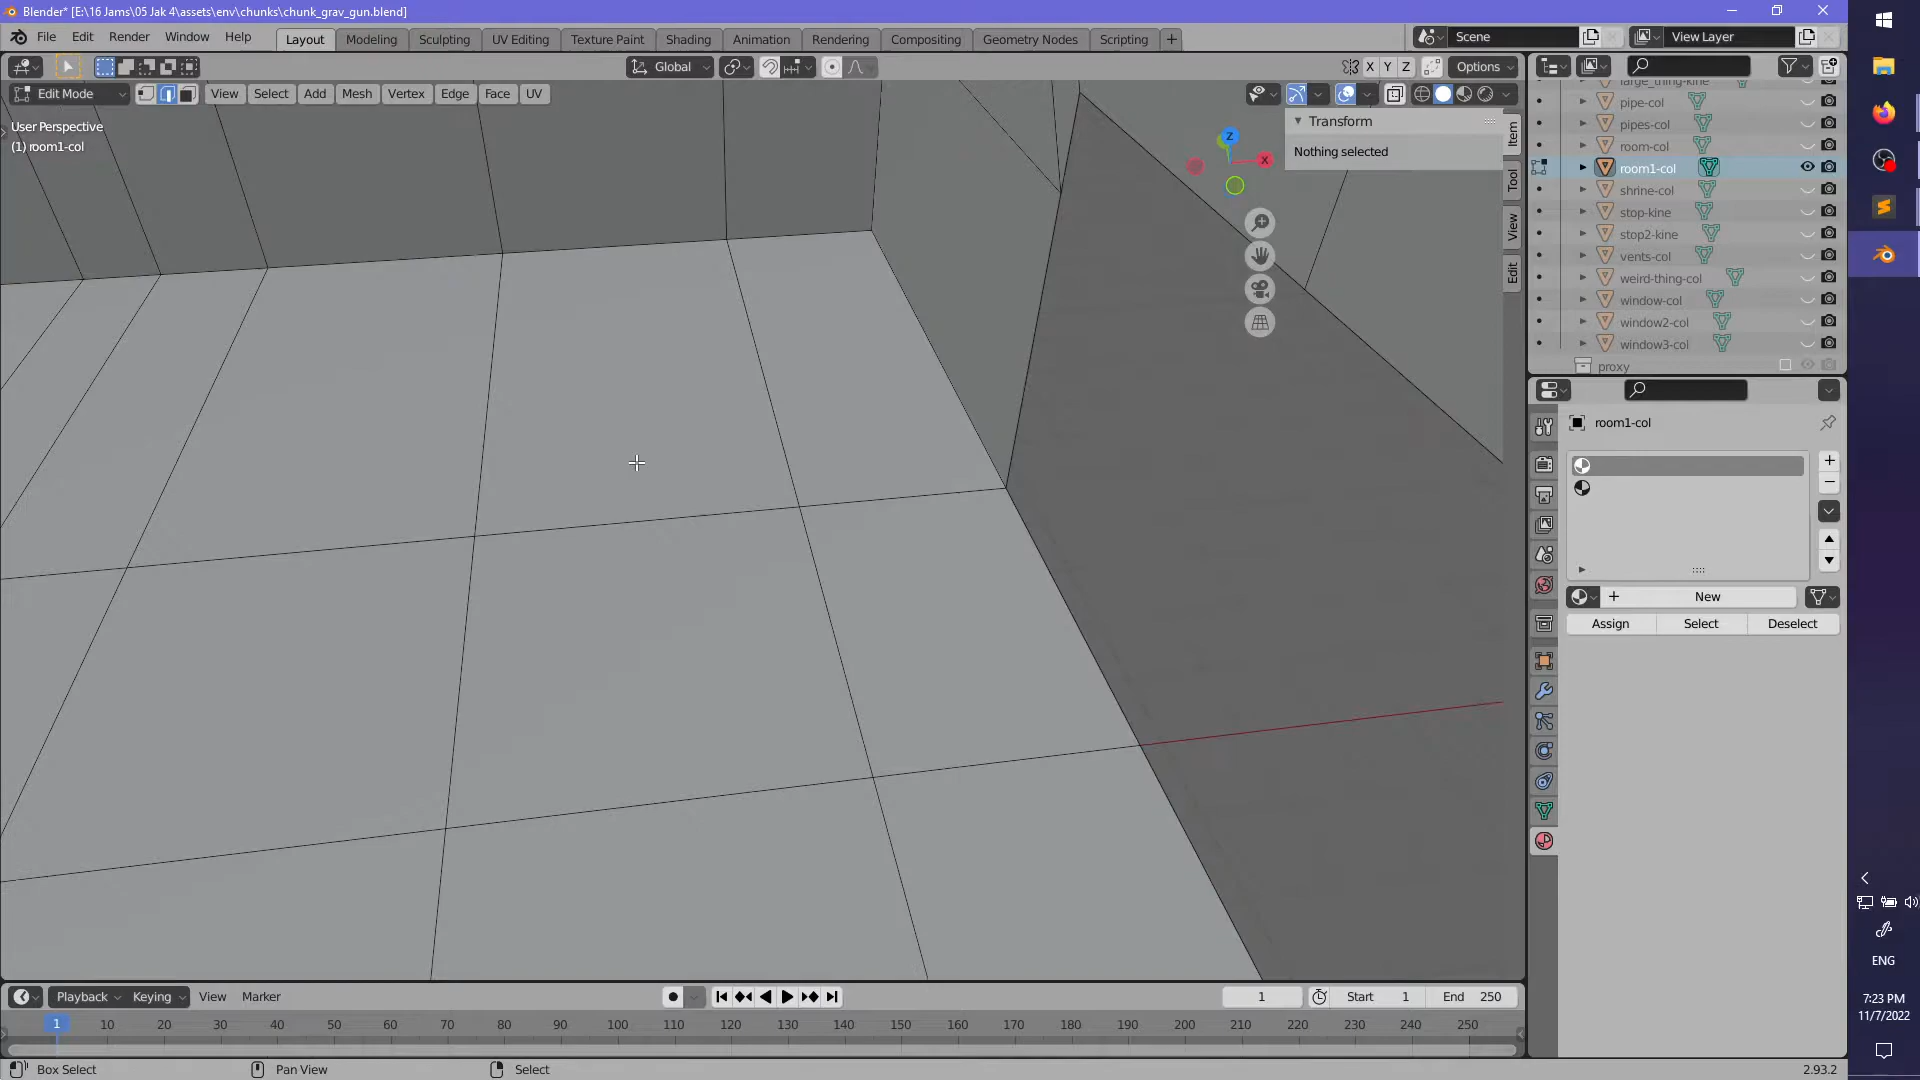 Blender* [E:\16 Jams\05 Jak 4\assets\env\chunks\chunk_grav_gun.blend]
File Edit Render Window Help Layout Modeling Sculpting UV Editing Texture Paint Shading Animation Rendering Compositing Geometry Nodes Scripting + Scene View Layer
Global X Y Z Options
Edit Mode View Select Add Mesh Vertex Edge Face UV
User Perspective
(1) room1-col
Transform
Nothing selected
Z
X
Item
Tool
View
Edit
large_thing-kine
pipe-col
pipes-col
room-col
room1-col
shrine-col
stop-kine
stop2-kine
vents-col
weird-thing-col
window-col
window2-col
window3-col
proxy
room1-col
New
Assign Select Deselect
Playback Keying View Marker 1 Start 1 End 250
1 10 20 30 40 50 60 70 80 90 100 110 120 130 140 150 160 170 180 190 200 210 220 230 240 250
Box Select Pan View Select 2.93.2
ENG
7:23 PM
11/7/2022